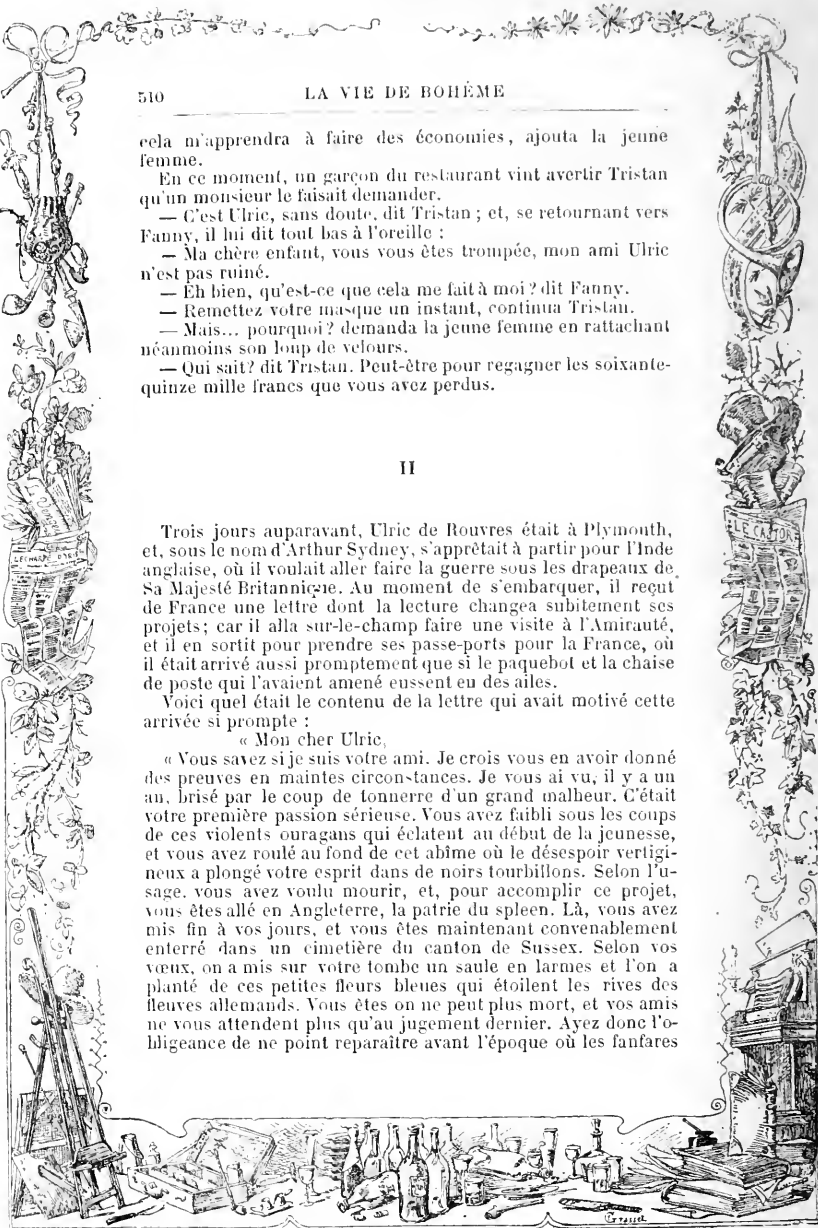 510
LA VIE DE BOHÈME
cela m'apprendra à faire des économies, ajouta la jeune
femme.
En ce moment, un garçon du restaurant vint avertir Tristan
qu'un monsieur le faisait demander.
— C'est Ulric, sans doute, dit Tristan ; et, se retournant vers
Fanny, il lui dit tout bas à l'oreille :
— Ma chère enfant, vous vous êtes trompée, mon ami Ulric
n'est pas ruiné.
— Eh bien, qu'est-ce que cela me fait à moi ? dit Fanny.
— Remettez votre masque un instant, continua Tristan.
— Mais... pourquoi ? demanda la jeune femme en rattachant
néanmoins son loup de velours.
— Qui sait? dit Tristan. Peut-être pour regagner les soixante-
quinze mille francs que vous avez perdus.
II
Trois jours auparavant, Ulric de Rouvres était à Plymouth,
et, sous le nom d'Arthur Sydney, s'apprêtait à partir pour l'Inde
anglaise, où il voulait aller faire la guerre sous les drapeaux de
Sa Majesté Britannique. Au moment de s'embarquer, il reçut
de France une lettre dont la lecture changea subitement ses
projets; car il alla sur-le-champ faire une visite à l'Amirauté,
et il en sortit pour prendre ses passe-ports pour la France, où
il était arrivé aussi promptement que si le paquebot et la chaise
de poste qui l'avaient amené eussent eu des ailes.
Voici quel était le contenu de la lettre qui avait motivé cette
arrivée si prompte :
« Mon cher Ulric,
« Vous savez si je suis votre ami. Je crois vous en avoir donné
des preuves en maintes circonstances. Je vous ai vu, il y a un
an, brisé par le coup de tonnerre d'un grand malheur. C'était
votre première passion sérieuse. Vous avez faibli sous les coups
de ces violents ouragans qui éclatent au début de la jeunesse,
et vous avez roulé au fond de cet abîme où le désespoir vertigi-
neux a plongé votre esprit dans de noirs tourbillons. Selon l'u-
sage, vous avez voulu mourir, et, pour accomplir ce projet,
vous êtes allé en Angleterre, la patrie du spleen. Là, vous avez
mis fin à vos jours, et vous êtes maintenant convenablement
enterré dans un cimetière du canton de Sussex. Selon vos
vœux, on a mis sur votre tombe un saule en larmes et l'on a
planté de ces petites fleurs bleues qui étoilent les rives des
fleuves allemands. Vous êtes on ne peut plus mort, et vos amis
ne vous attendent plus qu'au jugement dernier. Ayez donc l'o-
bligeance de ne point reparaître avant l'époque où les fanfares
LE CASTOR